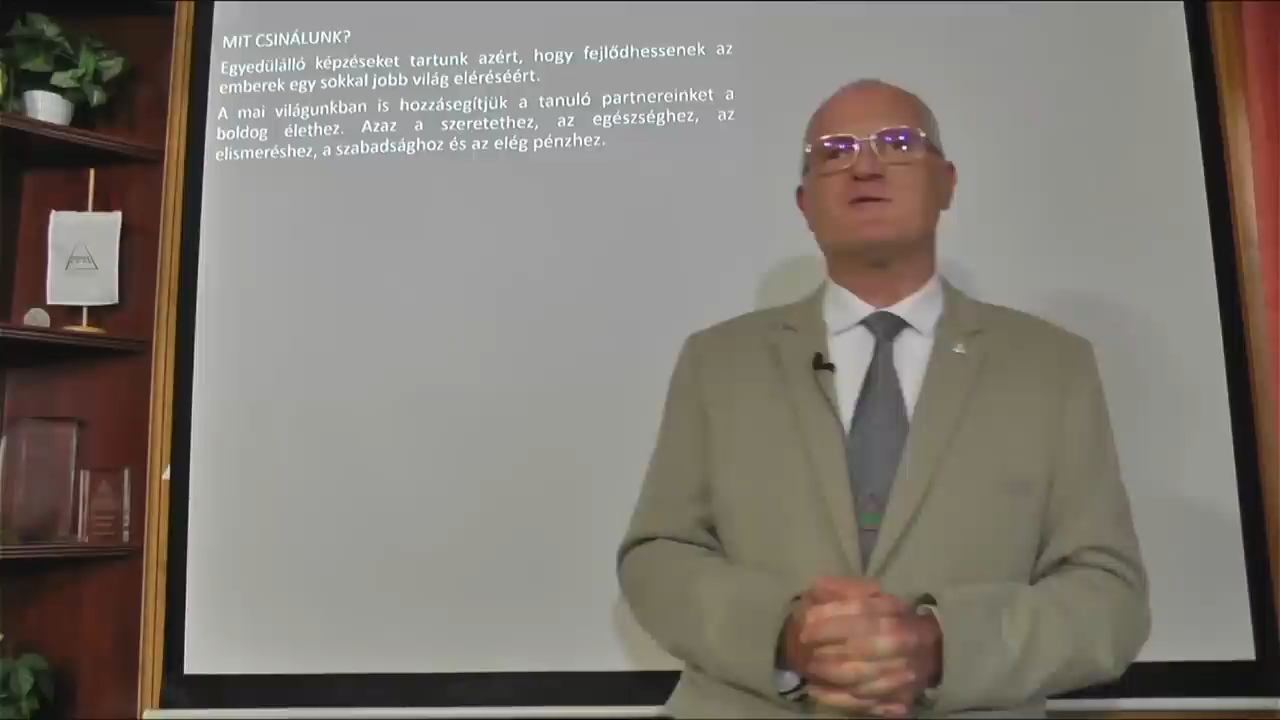 MIT CSINÁLUNK?
Egyedülálló képzéseket tartunk azért, hogy fejlődhessenek az
emberek egy sokkal jobb világ eléréséért.
A mai világunkban is hozzásegítjük a tanuló partnereinket a
boldog élethez. Azaz a szeretethez, az egészséghez, az
elismeréshez, a szabadsághoz és az elég pénzhez.